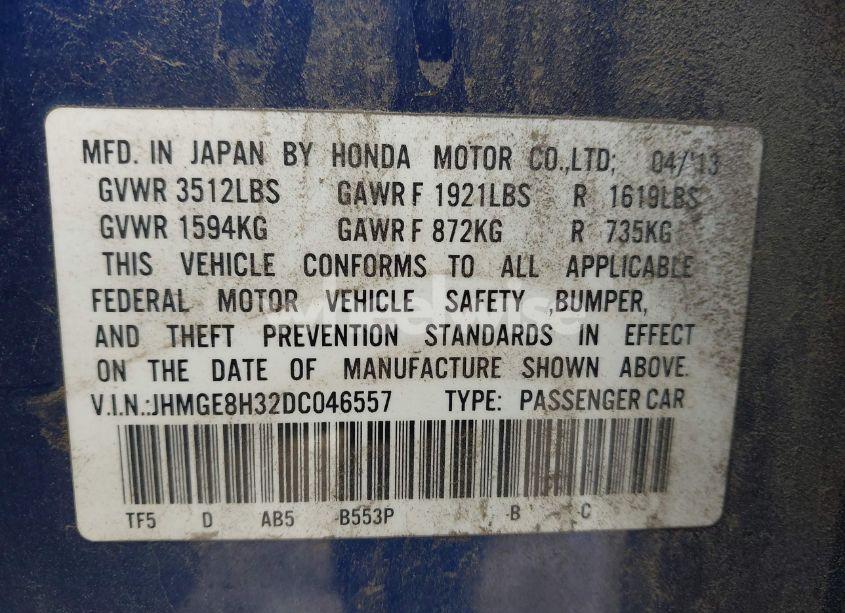 MFD. IN JAPAN BY HONDA MOTOR CO.,LTD; 04/'13
GVWR 3512LBS GAWR F 1921LBS R 1619LBS
GVWR 1594KG GAWR F 872KG R 735KG
THIS VEHICLE CONFORMS TO ALL APPLICABLE
FEDERAL MOTOR VEHICLE SAFETY ,BUMPER,
AND THEFT PREVENTION STANDARDS IN EFFECT
ON THE DATE OF MANUFACTURE SHOWN ABOVE.
V.I.N.:JHMGE8H32DC046557 TYPE: PASSENGER CAR
TF5 D AB5 -B553P -B -C